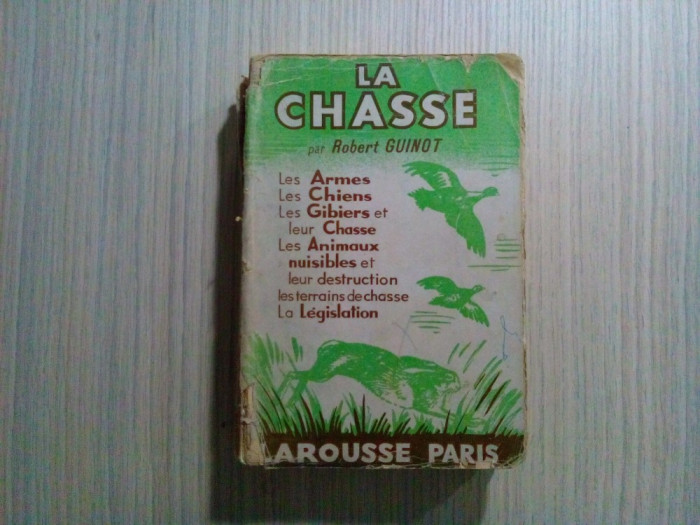 LA
CHASSE
par Robert GUINOT
Les Armes
Les Chiens
Les Gibiers et
leur Chasse
Les Animaux
nuisibles et
leur destruction
les terrains de chasse
La Législation
AROUSSE PARIS